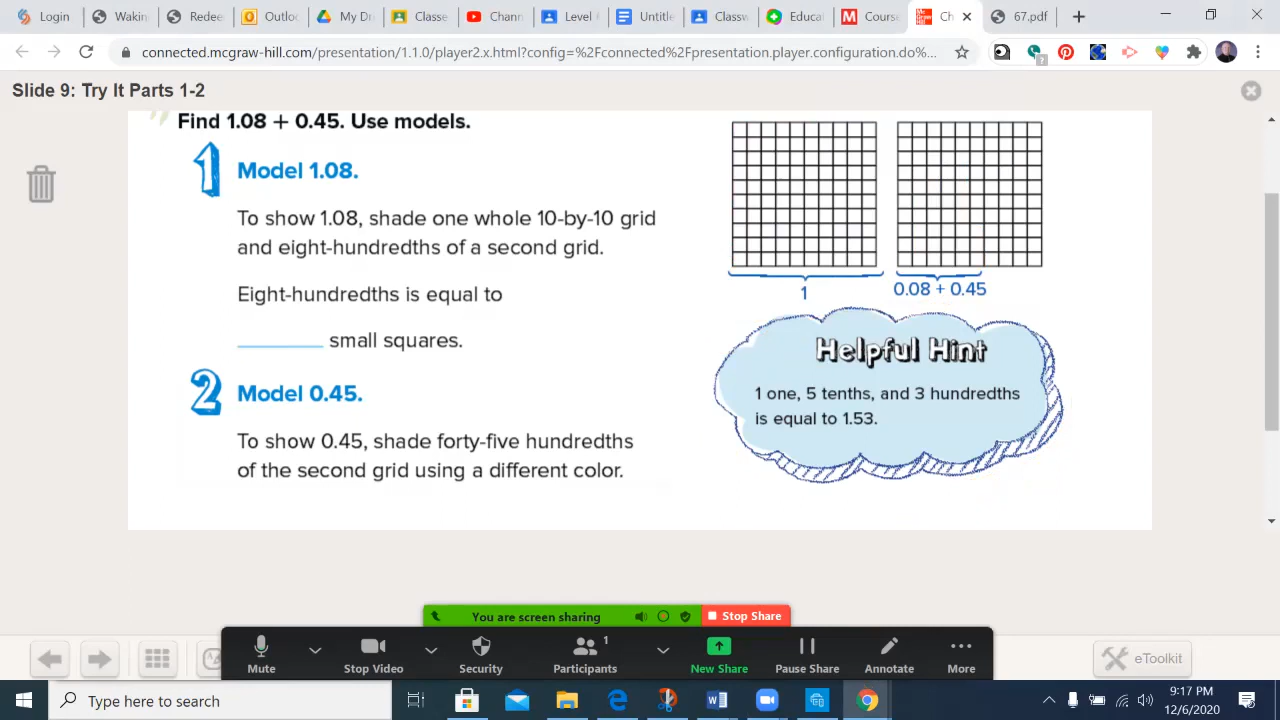 Login
Wakin
Redesi
Outloo
MyDri
Classe
Chann
Level
Untitle
Classw
Educat
Course
Ch
67.pdf
connected.mcgraw-hill.com/presentation/1.1.0/player2.x.html?config=%2Fconnected%2Fpresentation.player.configuration.do%...
Slide 9: Try It Parts 1-2
Find 1.08 + 0.45. Use models.
1 Model 1.08.
To show 1.08, shade one whole 10-by-10 grid
and eight-hundredths of a second grid.
Eight-hundredths is equal to
________ small squares.
2 Model 0.45.
To show 0.45, shade forty-five hundredths
of the second grid using a different color.
1
0.08 + 0.45
Helpful Hint
1 one, 5 tenths, and 3 hundredths
is equal to 1.53.
You are screen sharing
Stop Share
Mute
Stop Video
Security
Participants
1
New Share
Pause Share
Annotate
More
eToolkit
Type here to search
9:17 PM
12/6/2020